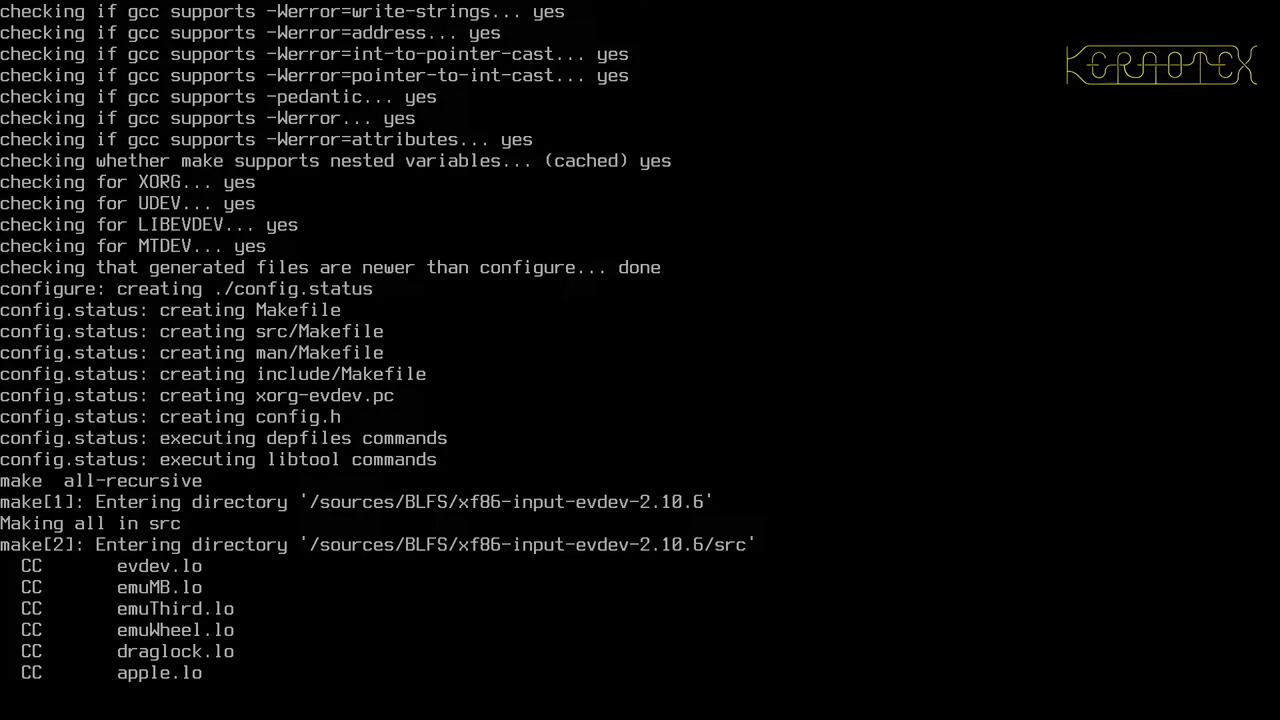 checking if gcc supports -Werror=write-strings... yes
checking if gcc supports -Werror=address... yes
checking if gcc supports -Werror=int-to-pointer-cast... yes
checking if gcc supports -Werror=pointer-to-int-cast... yes
checking if gcc supports -pedantic... yes
checking if gcc supports -Werror... yes
checking if gcc supports -Werror=attributes... yes
checking whether make supports nested variables... (cached) yes
checking for XORG... yes
checking for UDEV... yes
checking for LIBEVDEV... yes
checking for MTDEV... yes
checking that generated files are newer than configure... done
configure: creating ./config.status
config.status: creating Makefile
config.status: creating src/Makefile
config.status: creating man/Makefile
config.status: creating include/Makefile
config.status: creating xorg-evdev.pc
config.status: creating config.h
config.status: executing depfiles commands
config.status: executing libtool commands
make  all-recursive
make[1]: Entering directory '/sources/BLFS/xf86-input-evdev-2.10.6'
Making all in src
make[2]: Entering directory '/sources/BLFS/xf86-input-evdev-2.10.6/src'
  CC       evdev.lo
  CC       emuMB.lo
  CC       emuThird.lo
  CC       emuWheel.lo
  CC       draglock.lo
  CC       apple.lo
KERNOTEX